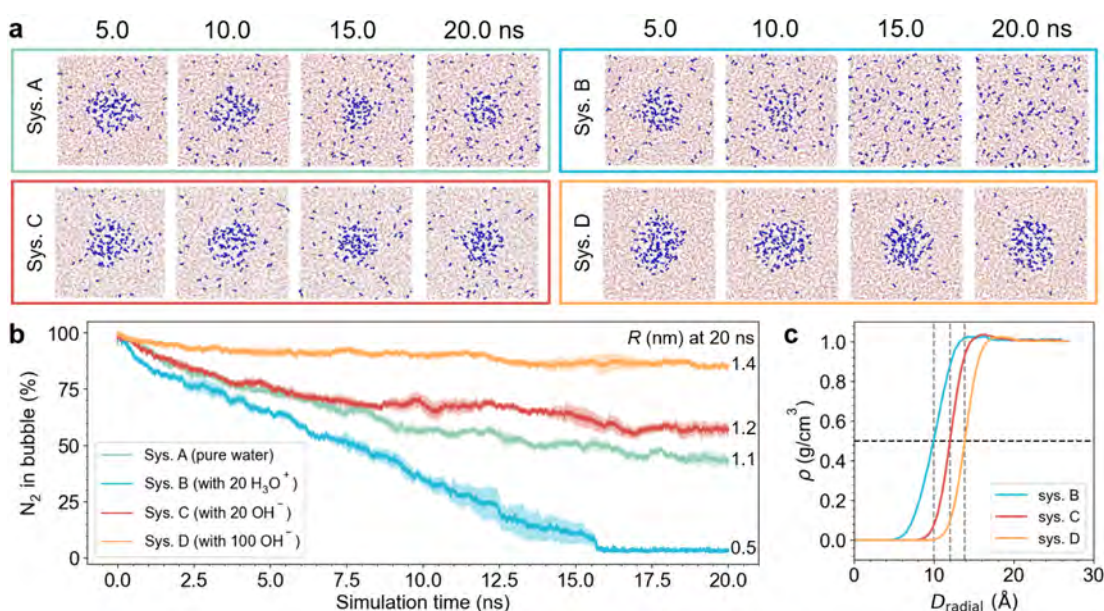 a
5.0 10.0 15.0 20.0 ns
5.0 10.0 15.0 20.0 ns
Sys. A
Sys. B
Sys. C
Sys. D
b
N₂ in bubble (%)
100
75
50
25
0
R (nm) at 20 ns
1.4
1.2
1.1
0.5
Sys. A (pure water)
Sys. B (with 20 H₃O⁺)
Sys. C (with 20 OH⁻)
Sys. D (with 100 OH⁻)
0.0 2.5 5.0 7.5 10.0 12.5 15.0 17.5 20.0
Simulation time (ns)
c
ρ (g/cm³)
1.0
0.8
0.6
0.4
0.2
0.0
sys. B
sys. C
sys. D
0 10 20 30
D_radial (Å)